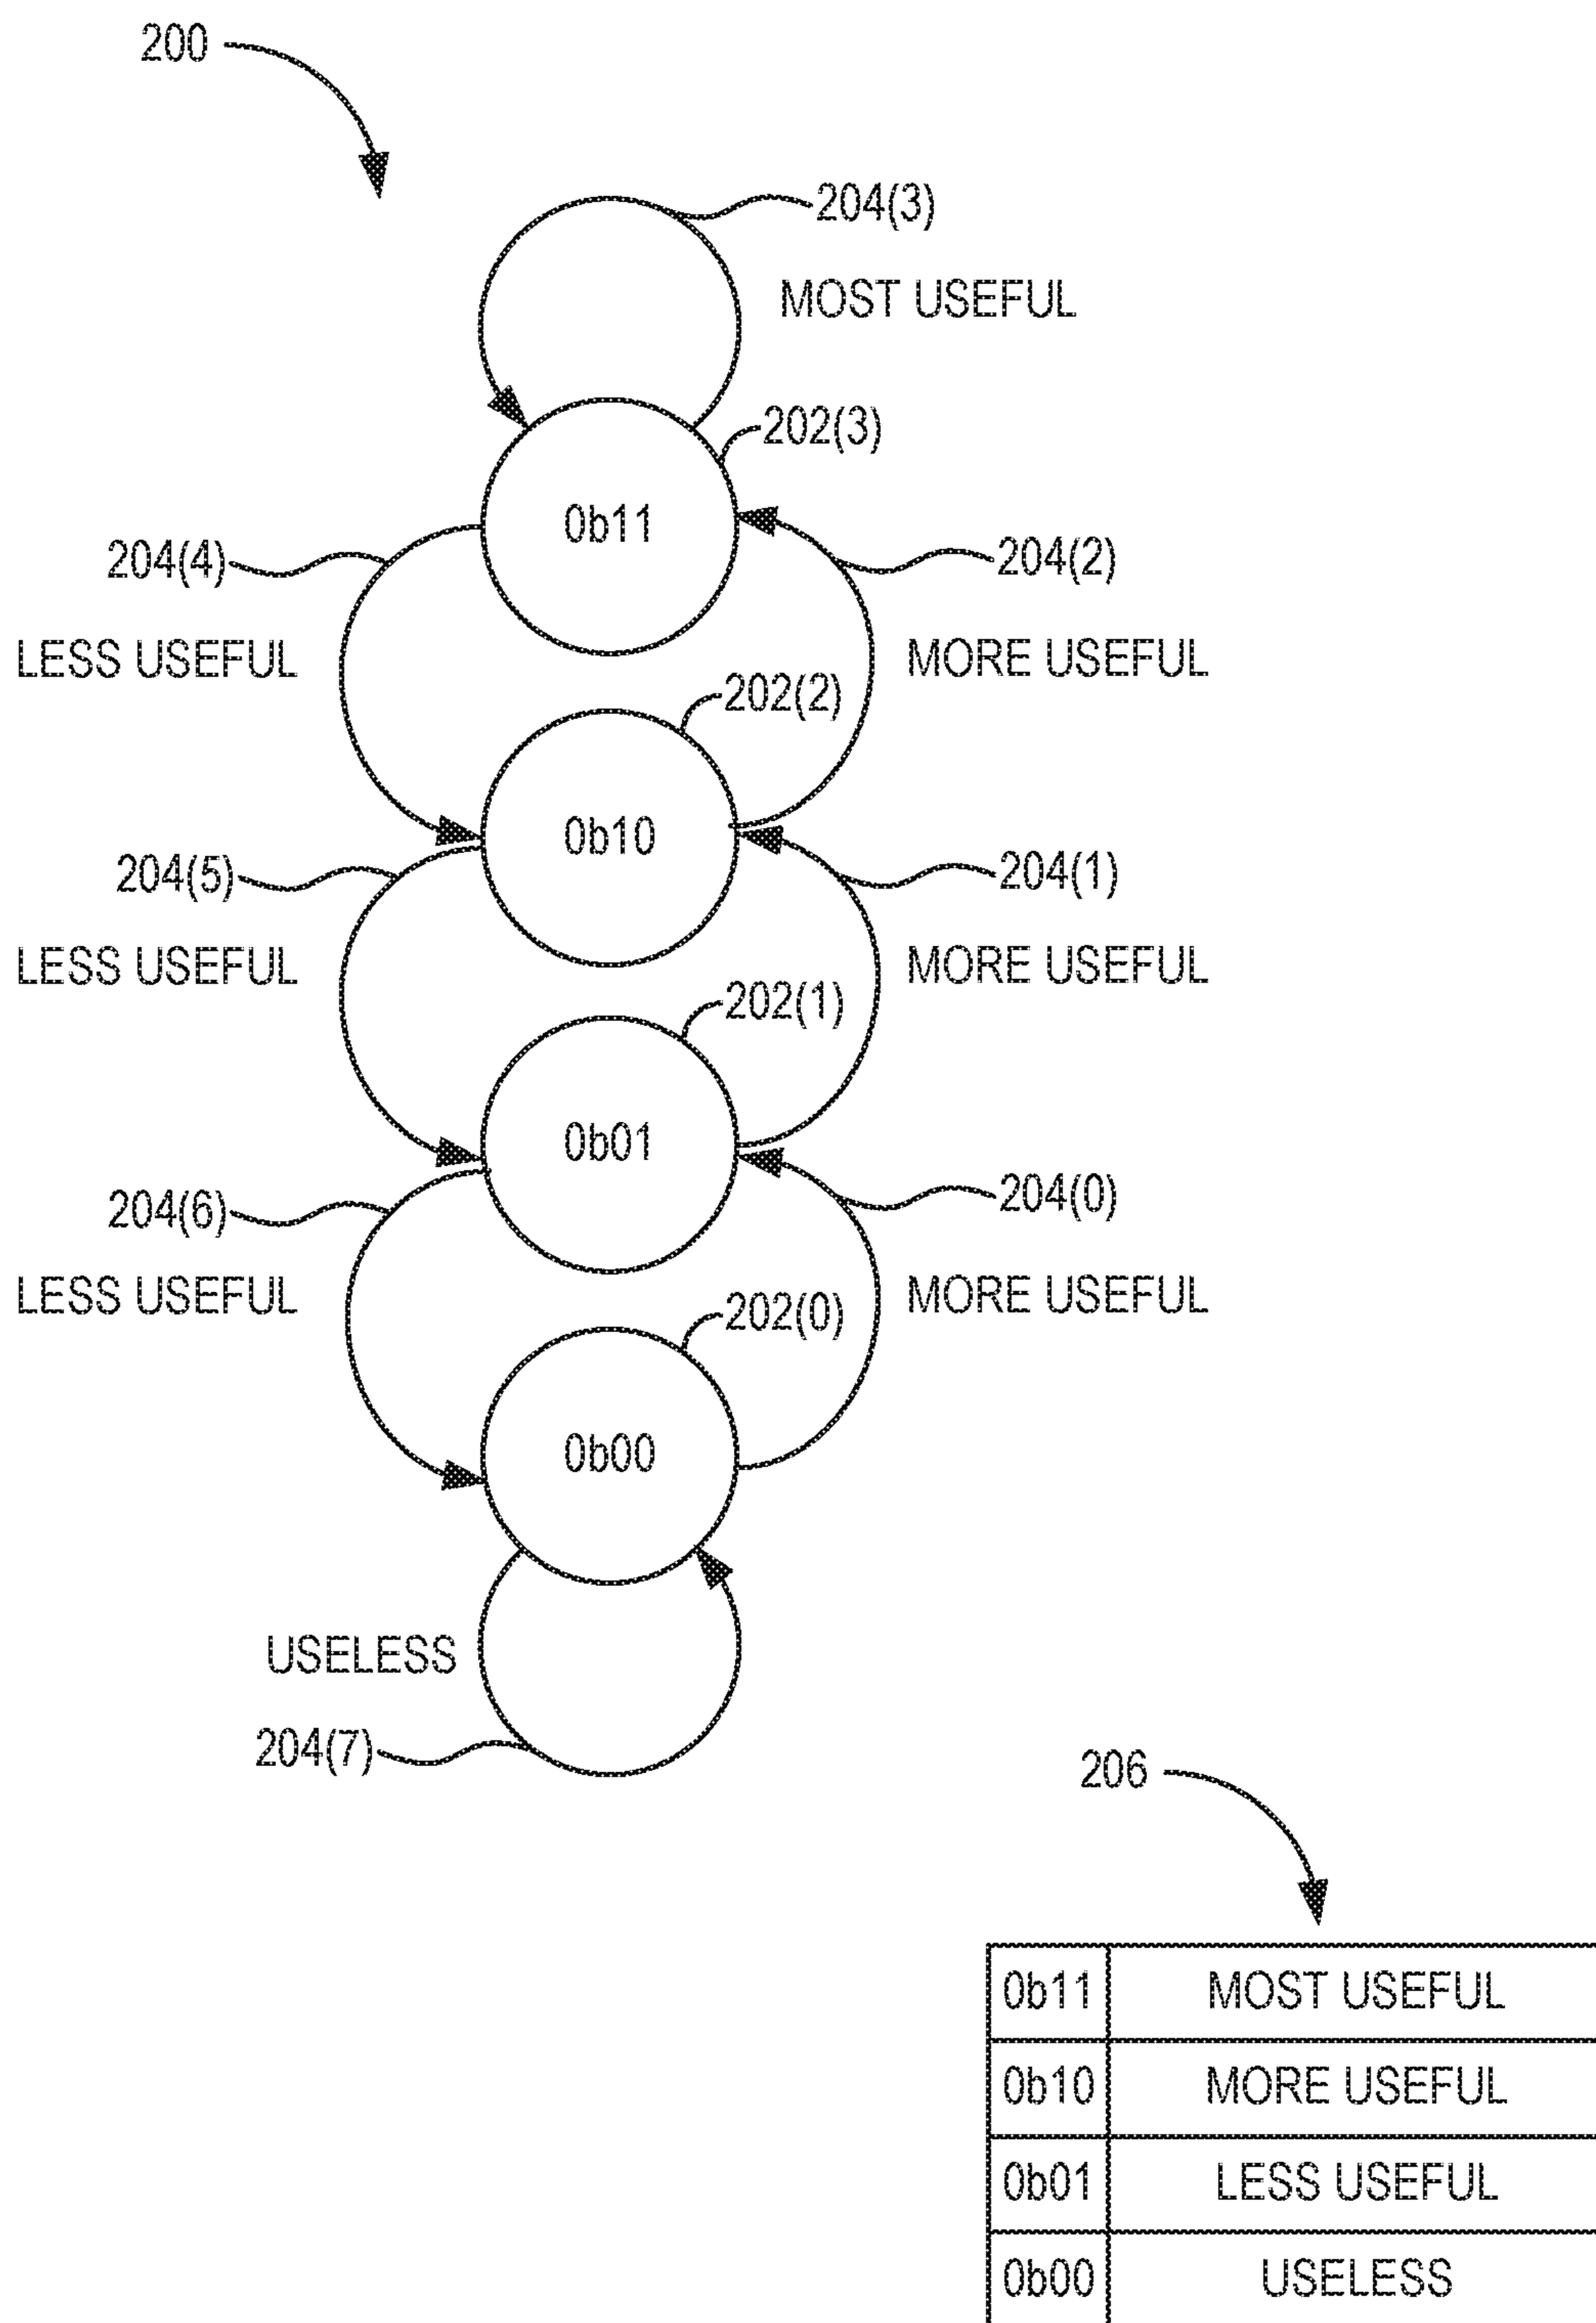 200
204(3)
MOST USEFUL
202(3)
0b11
204(4)
204(2)
LESS USEFUL
MORE USEFUL
202(2)
0b10
204(5)
204(1)
LESS USEFUL
MORE USEFUL
202(1)
0b01
204(6)
204(0)
LESS USEFUL
MORE USEFUL
202(0)
0b00
USELESS
204(7)
206
0b11 MOST USEFUL
0b10 MORE USEFUL
0b01 LESS USEFUL
0b00 USELESS